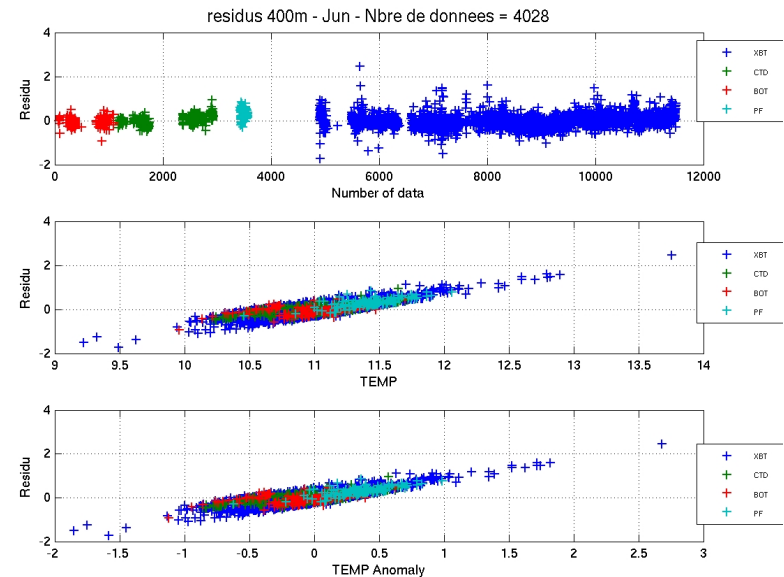 residus 400m - Jun - Nbre de donnees = 4028
4
2
0
-2
Residu
0 2000 4000 6000 8000 10000 12000
Number of data
XBT
CTD
BOT
PF
4
2
0
-2
Residu
9 9.5 10 10.5 11 11.5 12 12.5 13 13.5 14
TEMP
XBT
CTD
BOT
PF
4
2
0
-2
Residu
-2 -1.5 -1 -0.5 0 0.5 1 1.5 2 2.5 3
TEMP Anomaly
XBT
CTD
BOT
PF